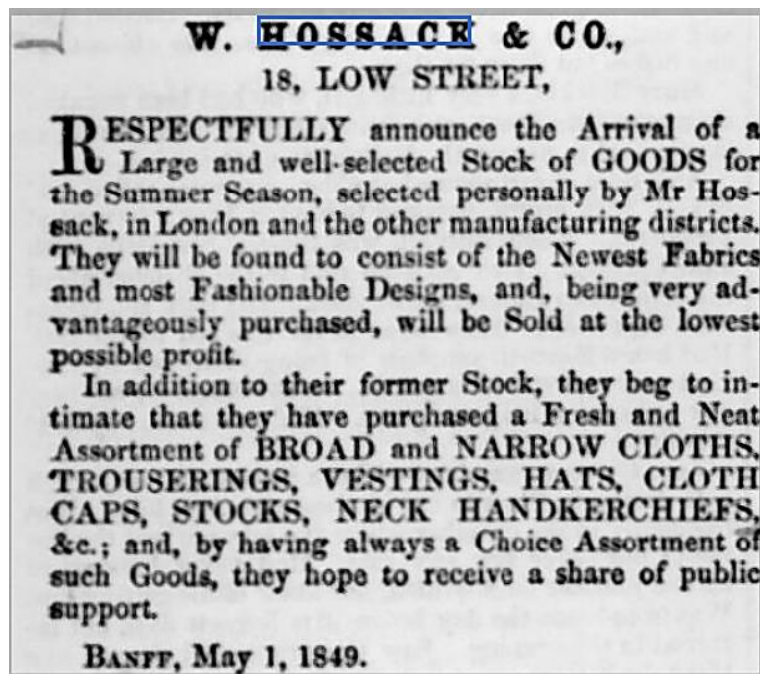 W. HOSSACK & CO.,
18, LOW STREET,
RESPECTFULLY announce the Arrival of a
Large and well-selected Stock of GOODS for
the Summer Season, selected personally by Mr Hos-
sack, in London and the other manufacturing districts.
They will be found to consist of the Newest Fabrics
and most Fashionable Designs, and, being very ad-
vantageously purchased, will be Sold at the lowest
possible profit.
In addition to their former Stock, they beg to in-
timate that they have purchased a Fresh and Neat
Assortment of BROAD and NARROW CLOTHS,
TROUSERINGS, VESTINGS, HATS, CLOTH
CAPS, STOCKS, NECK HANDKERCHIEFS,
&c.; and, by having always a Choice Assortment of
such Goods, they hope to receive a share of public
support.
BANFF, May 1, 1849.